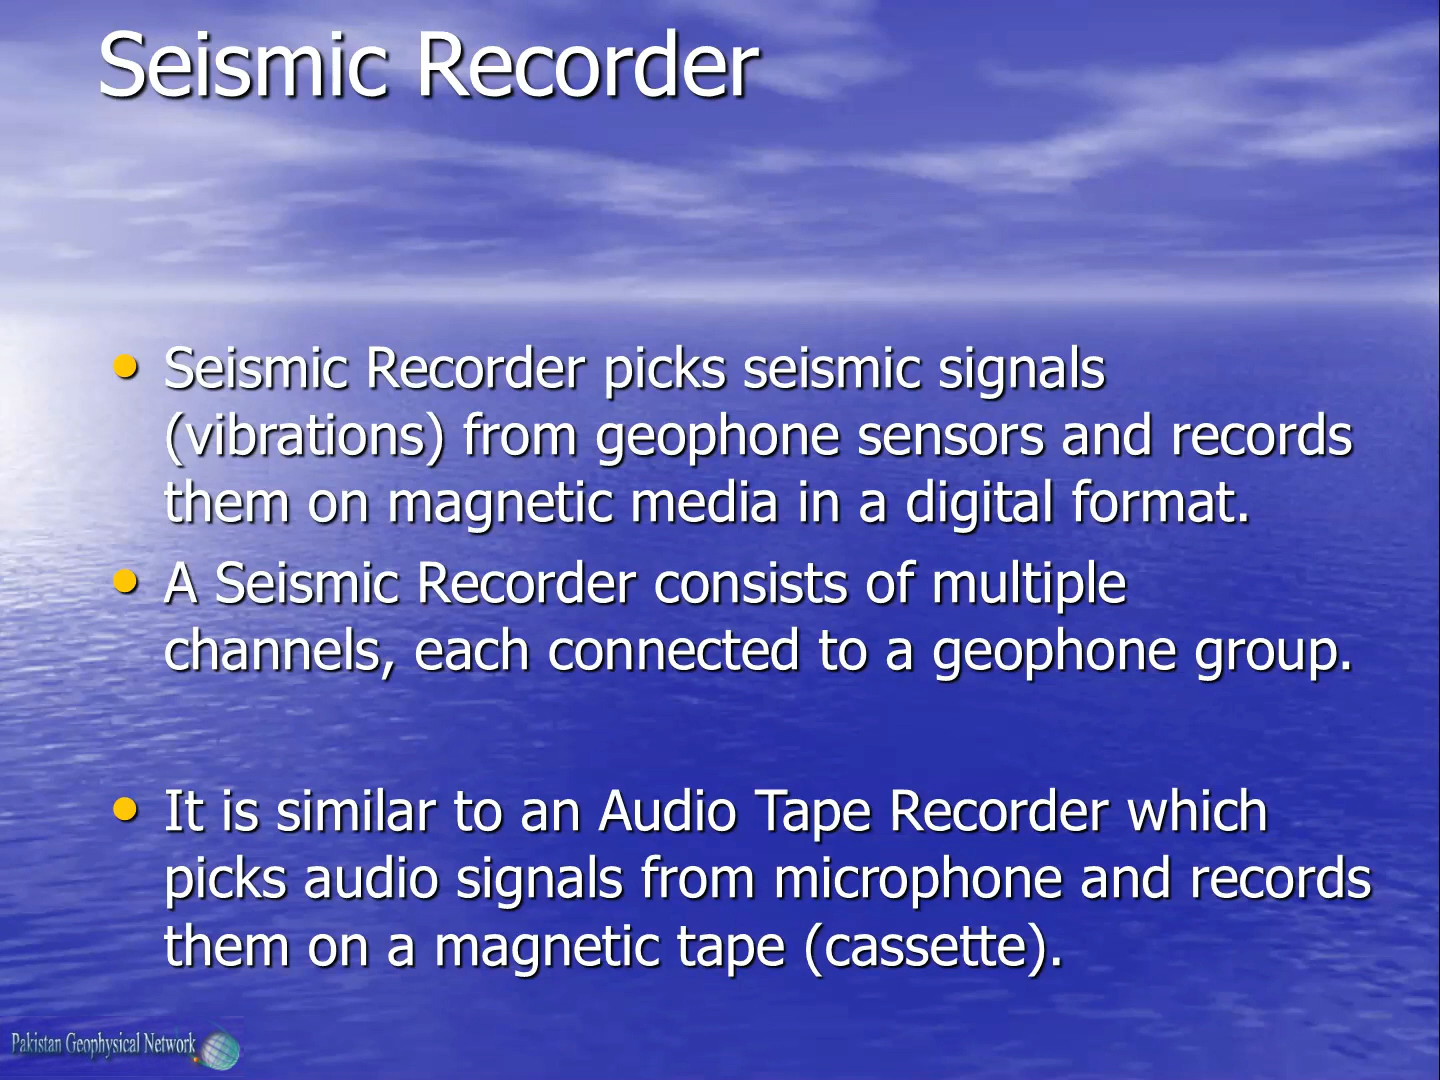 Seismic Recorder
• Seismic Recorder picks seismic signals
(vibrations) from geophone sensors and records
them on magnetic media in a digital format.
• A Seismic Recorder consists of multiple
channels, each connected to a geophone group.
• It is similar to an Audio Tape Recorder which
picks audio signals from microphone and records
them on a magnetic tape (cassette).
Pakistan Geophysical Network